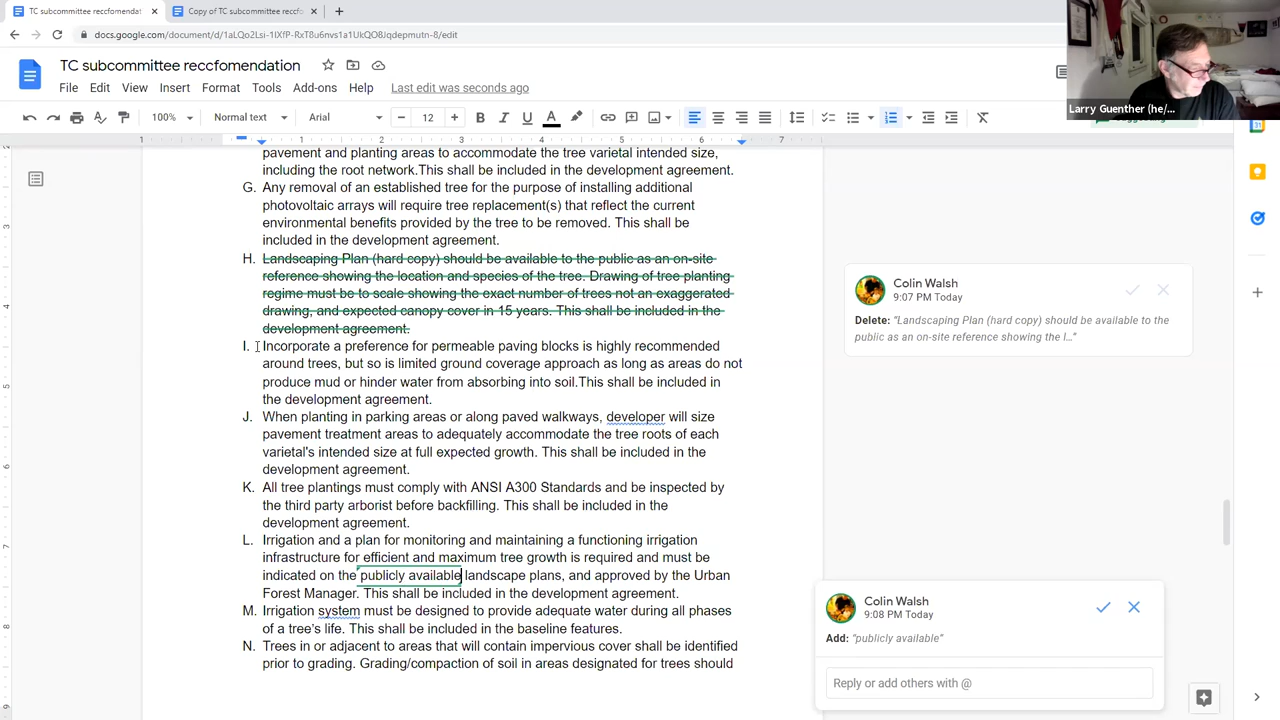 TC subcommittee reccfomendation
Copy of TC subcommittee reccfo
docs.google.com/document/d/1aLQo2Lsi-1IXfP-RxT8u6nvs1a1UkQO8Jqdepmutn-8/edit
TC subcommittee reccfomendation
File Edit View Insert Format Tools Add-ons Help Last edit was seconds ago
Larry Guenther (he/...
100% Normal text Arial 12 B I U A
1 1 2 3 4 5 6 7
pavement and planting areas to accommodate the tree varietal intended size,
including the root network.This shall be included in the development agreement.
G. Any removal of an established tree for the purpose of installing additional
photovoltaic arrays will require tree replacement(s) that reflect the current
environmental benefits provided by the tree to be removed. This shall be
included in the development agreement.
H. Landscaping Plan (hard copy) should be available to the public as an on-site
reference showing the location and species of the tree. Drawing of tree planting
regime must be to scale showing the exact number of trees not an exaggerated
drawing, and expected canopy cover in 15 years. This shall be included in the
development agreement.
I. Incorporate a preference for permeable paving blocks is highly recommended
around trees, but so is limited ground coverage approach as long as areas do not
produce mud or hinder water from absorbing into soil.This shall be included in
the development agreement.
J. When planting in parking areas or along paved walkways, developer will size
pavement treatment areas to adequately accommodate the tree roots of each
varietal's intended size at full expected growth. This shall be included in the
development agreement.
K. All tree plantings must comply with ANSI A300 Standards and be inspected by
the third party arborist before backfilling. This shall be included in the
development agreement.
L. Irrigation and a plan for monitoring and maintaining a functioning irrigation
infrastructure for efficient and maximum tree growth is required and must be
indicated on the publicly available landscape plans, and approved by the Urban
Forest Manager. This shall be included in the development agreement.
M. Irrigation system must be designed to provide adequate water during all phases
of a tree's life. This shall be included in the baseline features.
N. Trees in or adjacent to areas that will contain impervious cover shall be identified
prior to grading. Grading/compaction of soil in areas designated for trees should
Colin Walsh
9:07 PM Today
Delete: "Landscaping Plan (hard copy) should be available to the
public as an on-site reference showing the l..."
Colin Walsh
9:08 PM Today
Add: "publicly available"
Reply or add others with @